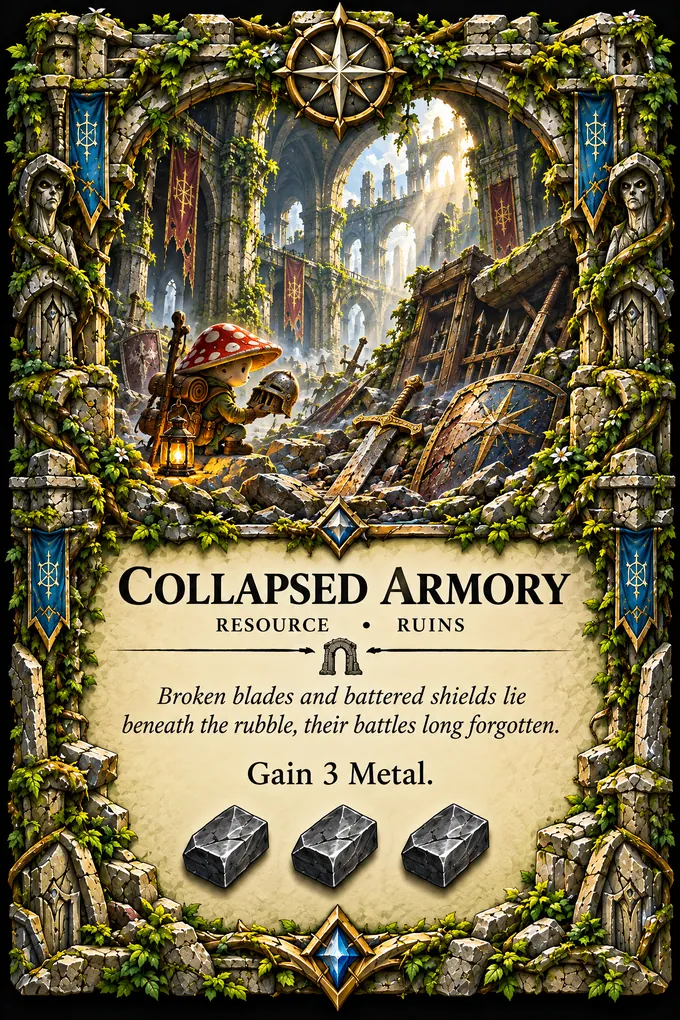 COLLAPSED ARMORY
RESOURCE • RUINS
Broken blades and battered shields lie
beneath the rubble, their battles long forgotten.
Gain 3 Metal.